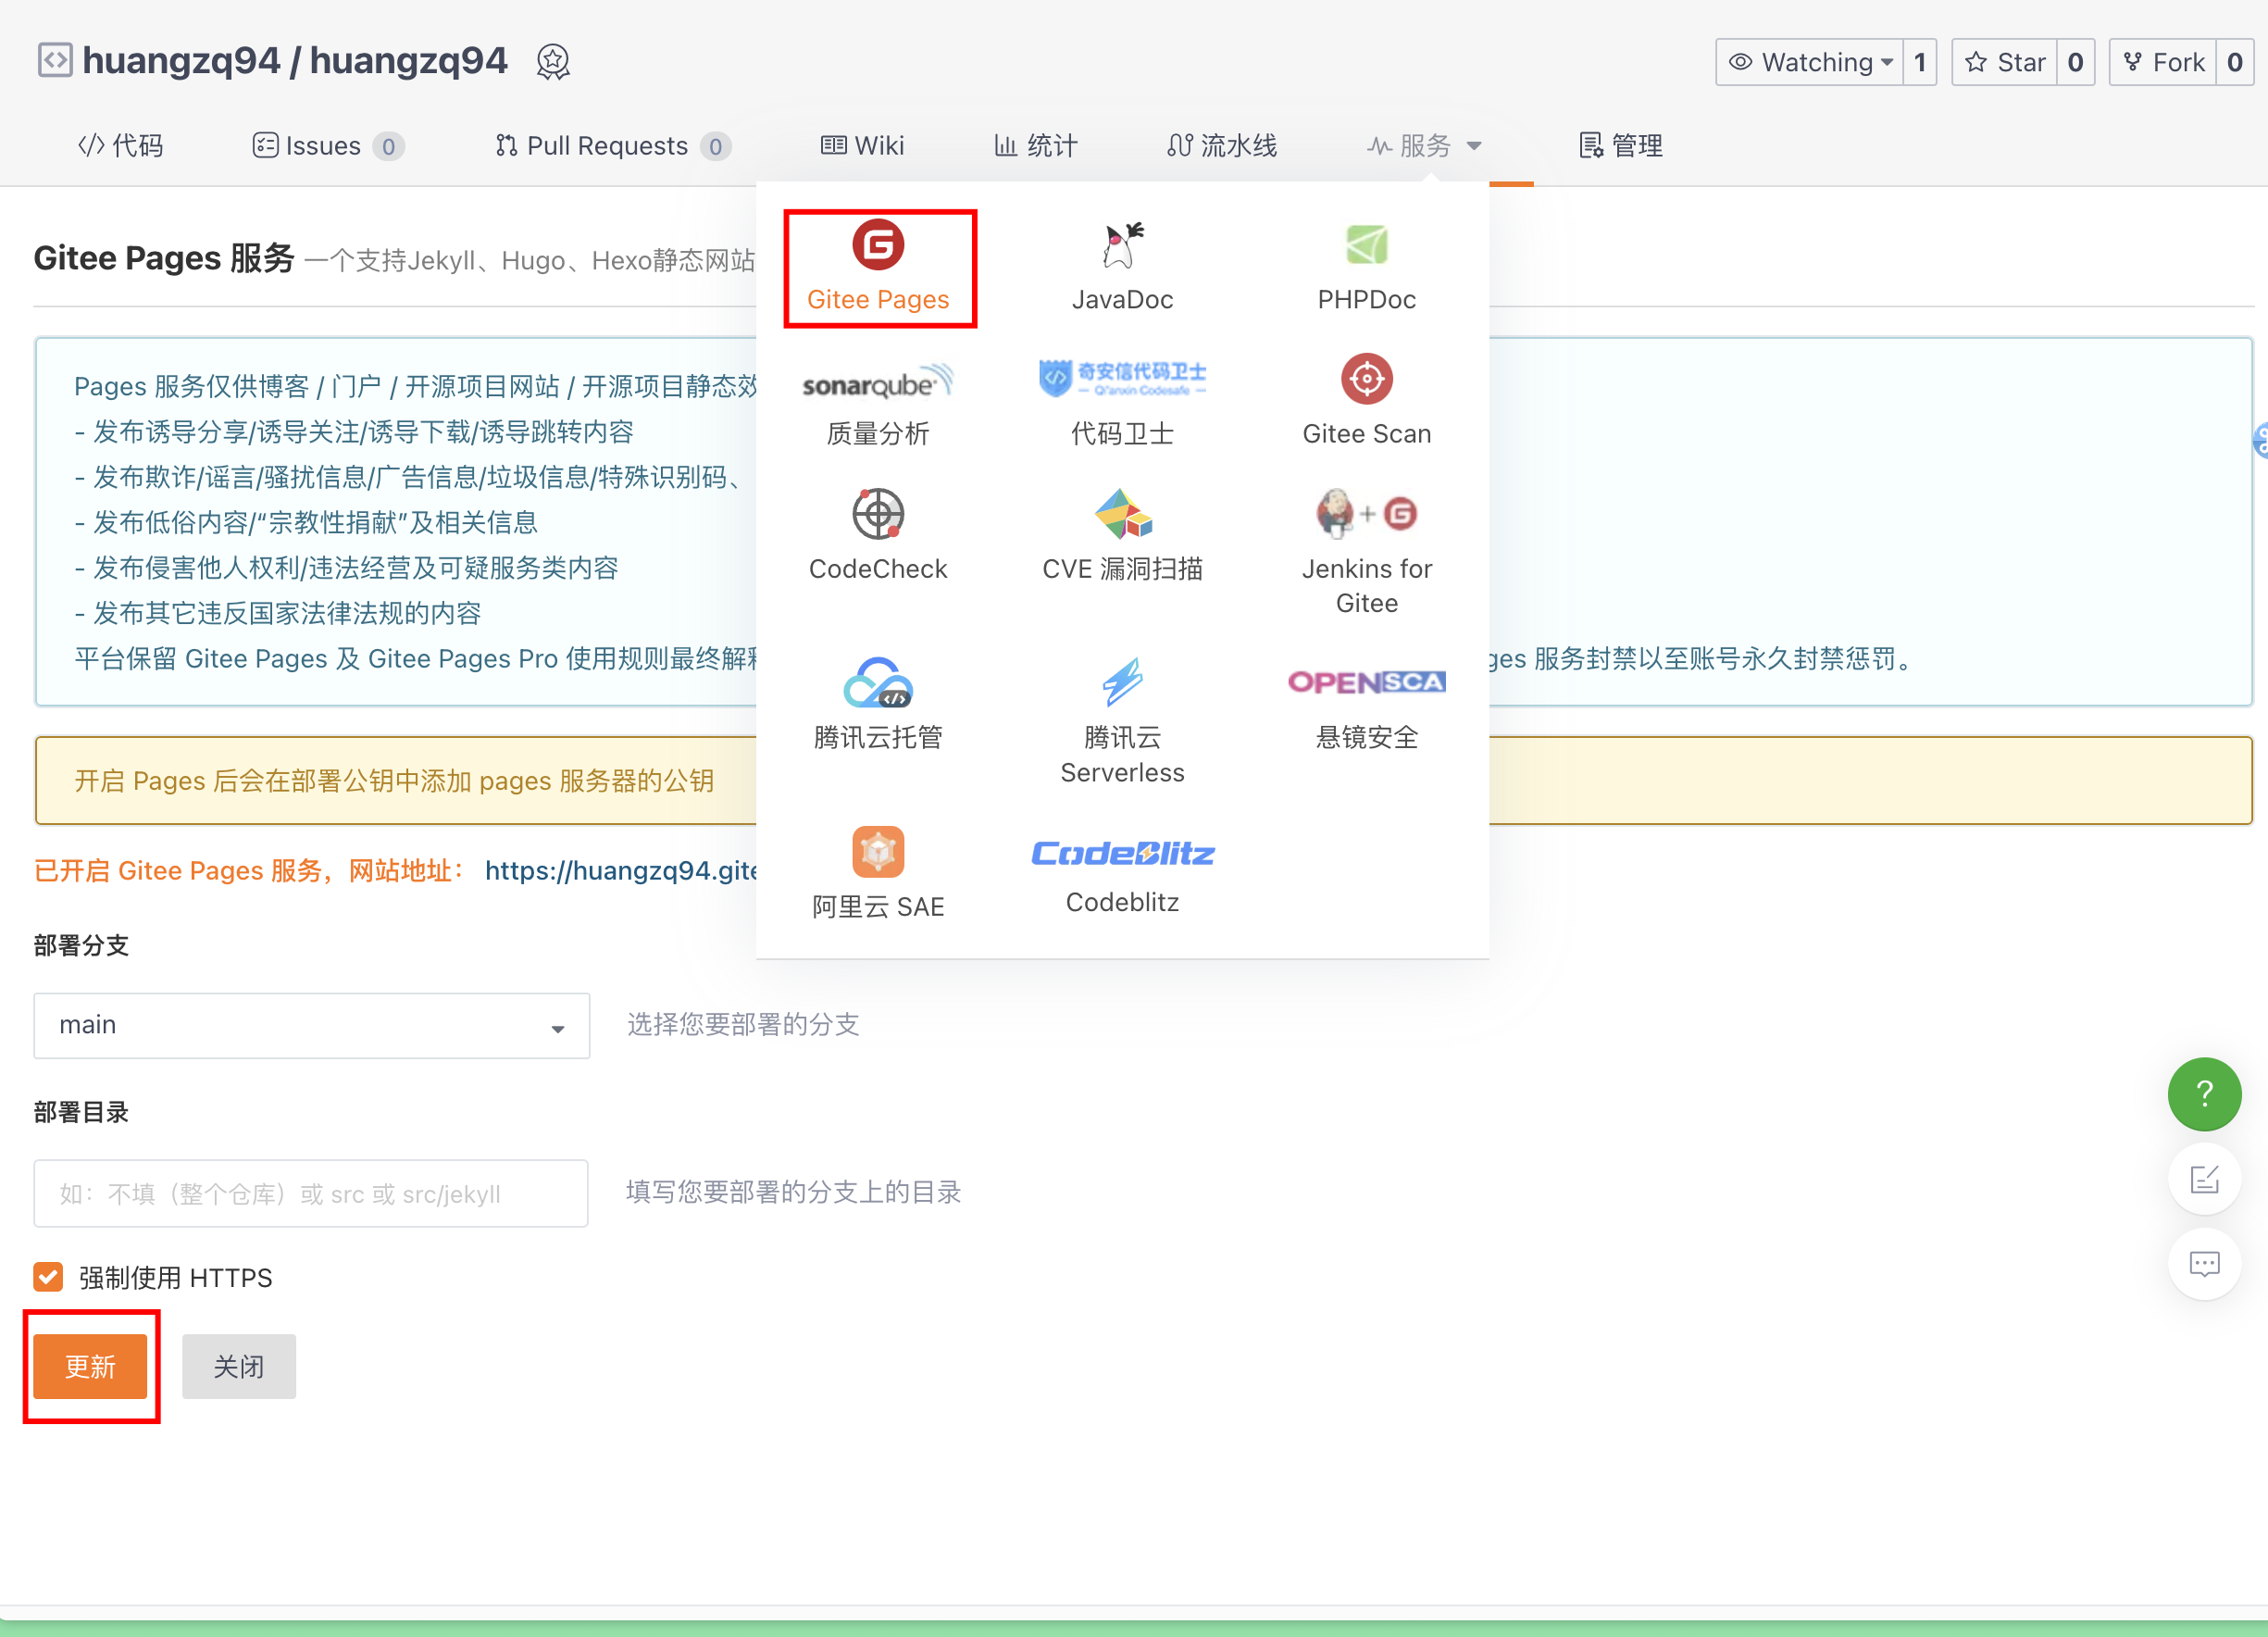 huangzq94 / huangzq94
Watching 1 Star 0 Fork 0
代码 Issues 0 Pull Requests 0 Wiki 统计 流水线 服务 管理
Gitee Pages 服务 一个支持Jekyll、Hugo、Hexo静态网站
Gitee Pages JavaDoc PHPDoc
sonarqube 奇安信代码卫士
Qi'anxin Codesafe
质量分析 代码卫士 Gitee Scan
CodeCheck CVE 漏洞扫描 Jenkins for
Gitee
OPENSCA
腾讯云托管 腾讯云 悬镜安全
Serverless
CodeBlitz
阿里云 SAE Codeblitz
Pages 服务仅供博客 / 门户 / 开源项目网站 / 开源项目静态效
- 发布诱导分享/诱导关注/诱导下载/诱导跳转内容
- 发布欺诈/谣言/骚扰信息/广告信息/垃圾信息/特殊识别码、
- 发布低俗内容/“宗教性捐献”及相关信息
- 发布侵害他人权利/违法经营及可疑服务类内容
- 发布其它违反国家法律法规的内容
平台保留 Gitee Pages 及 Gitee Pages Pro 使用规则最终解 ges 服务封禁以至账号永久封禁惩罚。
开启 Pages 后会在部署公钥中添加 pages 服务器的公钥
已开启 Gitee Pages 服务，网站地址： https://huangzq94.gite
部署分支
main 选择您要部署的分支
部署目录
如：不填（整个仓库）或 src 或 src/jekyll 填写您要部署的分支上的目录
强制使用 HTTPS
更新 关闭